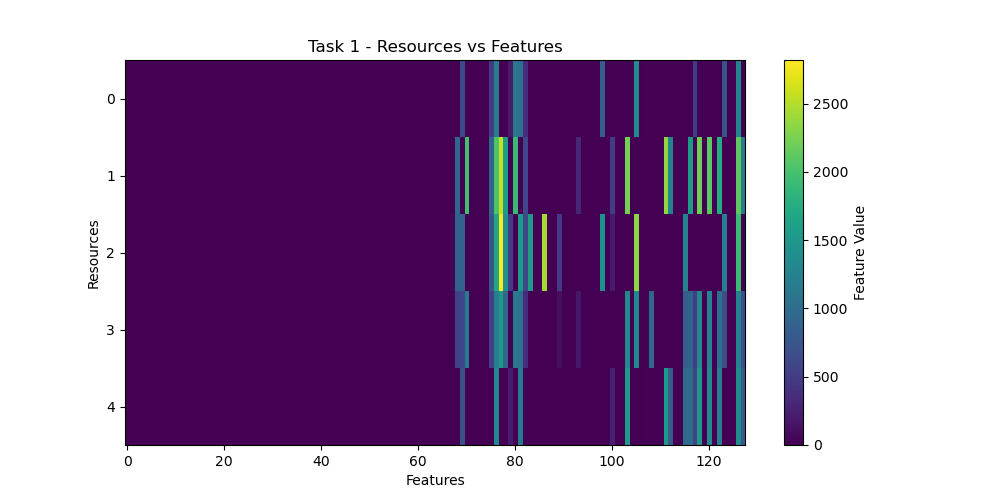 Task 1 - Resources vs Features
Resources
0
1
2
3
4
0 20 40 60 80 100 120
Features
2500
2000
1500
1000
500
0
Feature Value